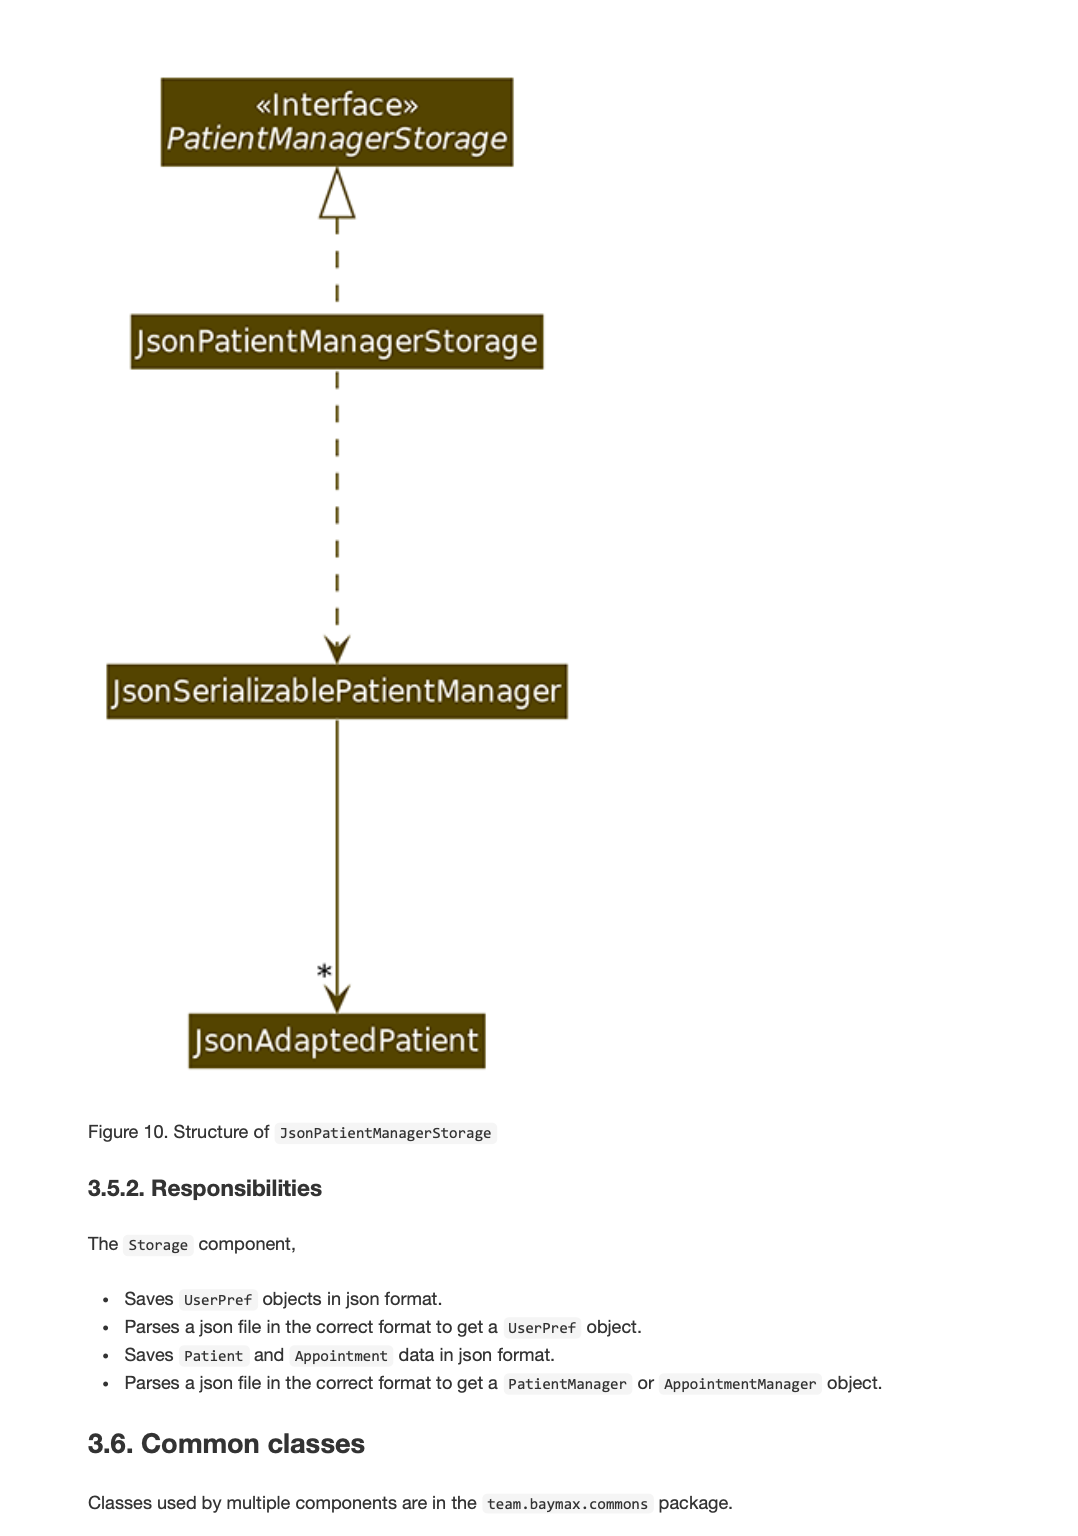 «Interface»
PatientManagerStorage
JsonPatientManagerStorage
JsonSerializablePatientManager
*
JsonAdaptedPatient
Figure 10. Structure of JsonPatientManagerStorage
3.5.2. Responsibilities
The Storage component,
• Saves UserPref objects in json format.
• Parses a json file in the correct format to get a UserPref object.
• Saves Patient and Appointment data in json format.
• Parses a json file in the correct format to get a PatientManager or AppointmentManager object.
3.6. Common classes
Classes used by multiple components are in the team.baymax.commons package.